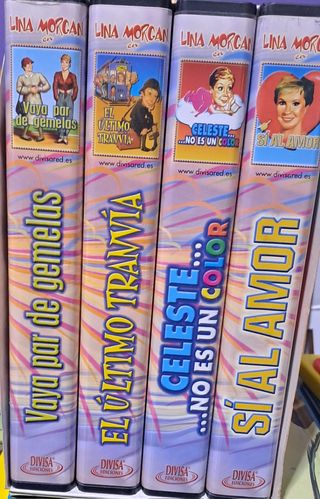 LINA MORGAN
en
Vaya par
de gemelas
www.divisared.es
Vaya par de gemelas
DIVISA
EDICIONES
LINA MORGAN
en
EL
ÚLTIMO
TRANVÍA
www.divisared.es
EL ÚLTIMO TRANVÍA
DIVISA
EDICIONES
LINA MORGAN
en
CELESTE...
...NO ES UN COLOR
www.divisared.es
CELESTE...
...NO ES UN COLOR
DIVISA
EDICIONES
LINA MORGAN
en
SÍ AL AMOR
www.divisared.es
SÍ AL AMOR
DIVISA
EDICIONES